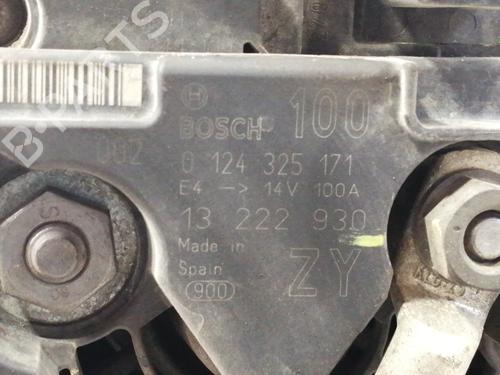 BOSCH 100
002
0 124 325 171
E4 -> 14V 100A
13 222 930
Made in
Spain
ZY
900
B-PARTS